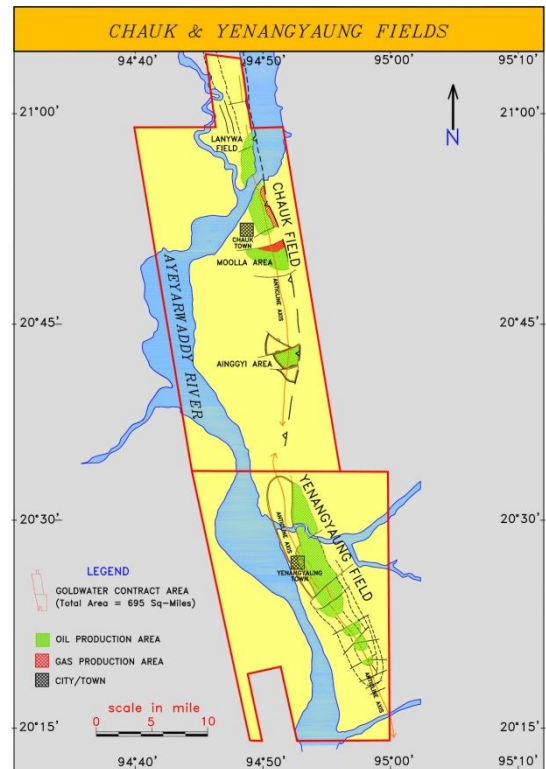 CHAUK & YENANGYAUNG FIELDS
94°40' 94°50' 95°00' 95°10'
21°00' 21°00'
N
LANYWA
FIELD
CHAUK FIELD
CHAUK
TOWN
MOOLLA AREA
ANTICLINE AXIS
AYEYARWADDY RIVER
20°45' 20°45'
AINGGYI AREA
20°30' 20°30'
YENANGYAUNG FIELD
ANTICLINE AXIS
YENANGYAUNG
TOWN
ANTICLINE AXIS
LEGEND
GOLDWATER CONTRACT AREA
(Total Area = 695 Sq-Miles)
OIL PRODUCTION AREA
GAS PRODUCTION AREA
CITY/TOWN
scale in mile
0 5 10
20°15' 20°15'
94°40' 94°50' 95°00' 95°10'